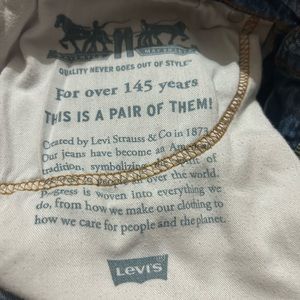 QUALITY NEVER GOES OUT OF STYLE
For over 145 years
THIS IS A PAIR OF THEM!
Created by Levi Strauss & Co in 1873
Our jeans have become an American
tradition, symbolizing of
over the world.
Progress is woven into everything we
do, from how we make our clothing to
how we care for people and the planet.
LEVI'S